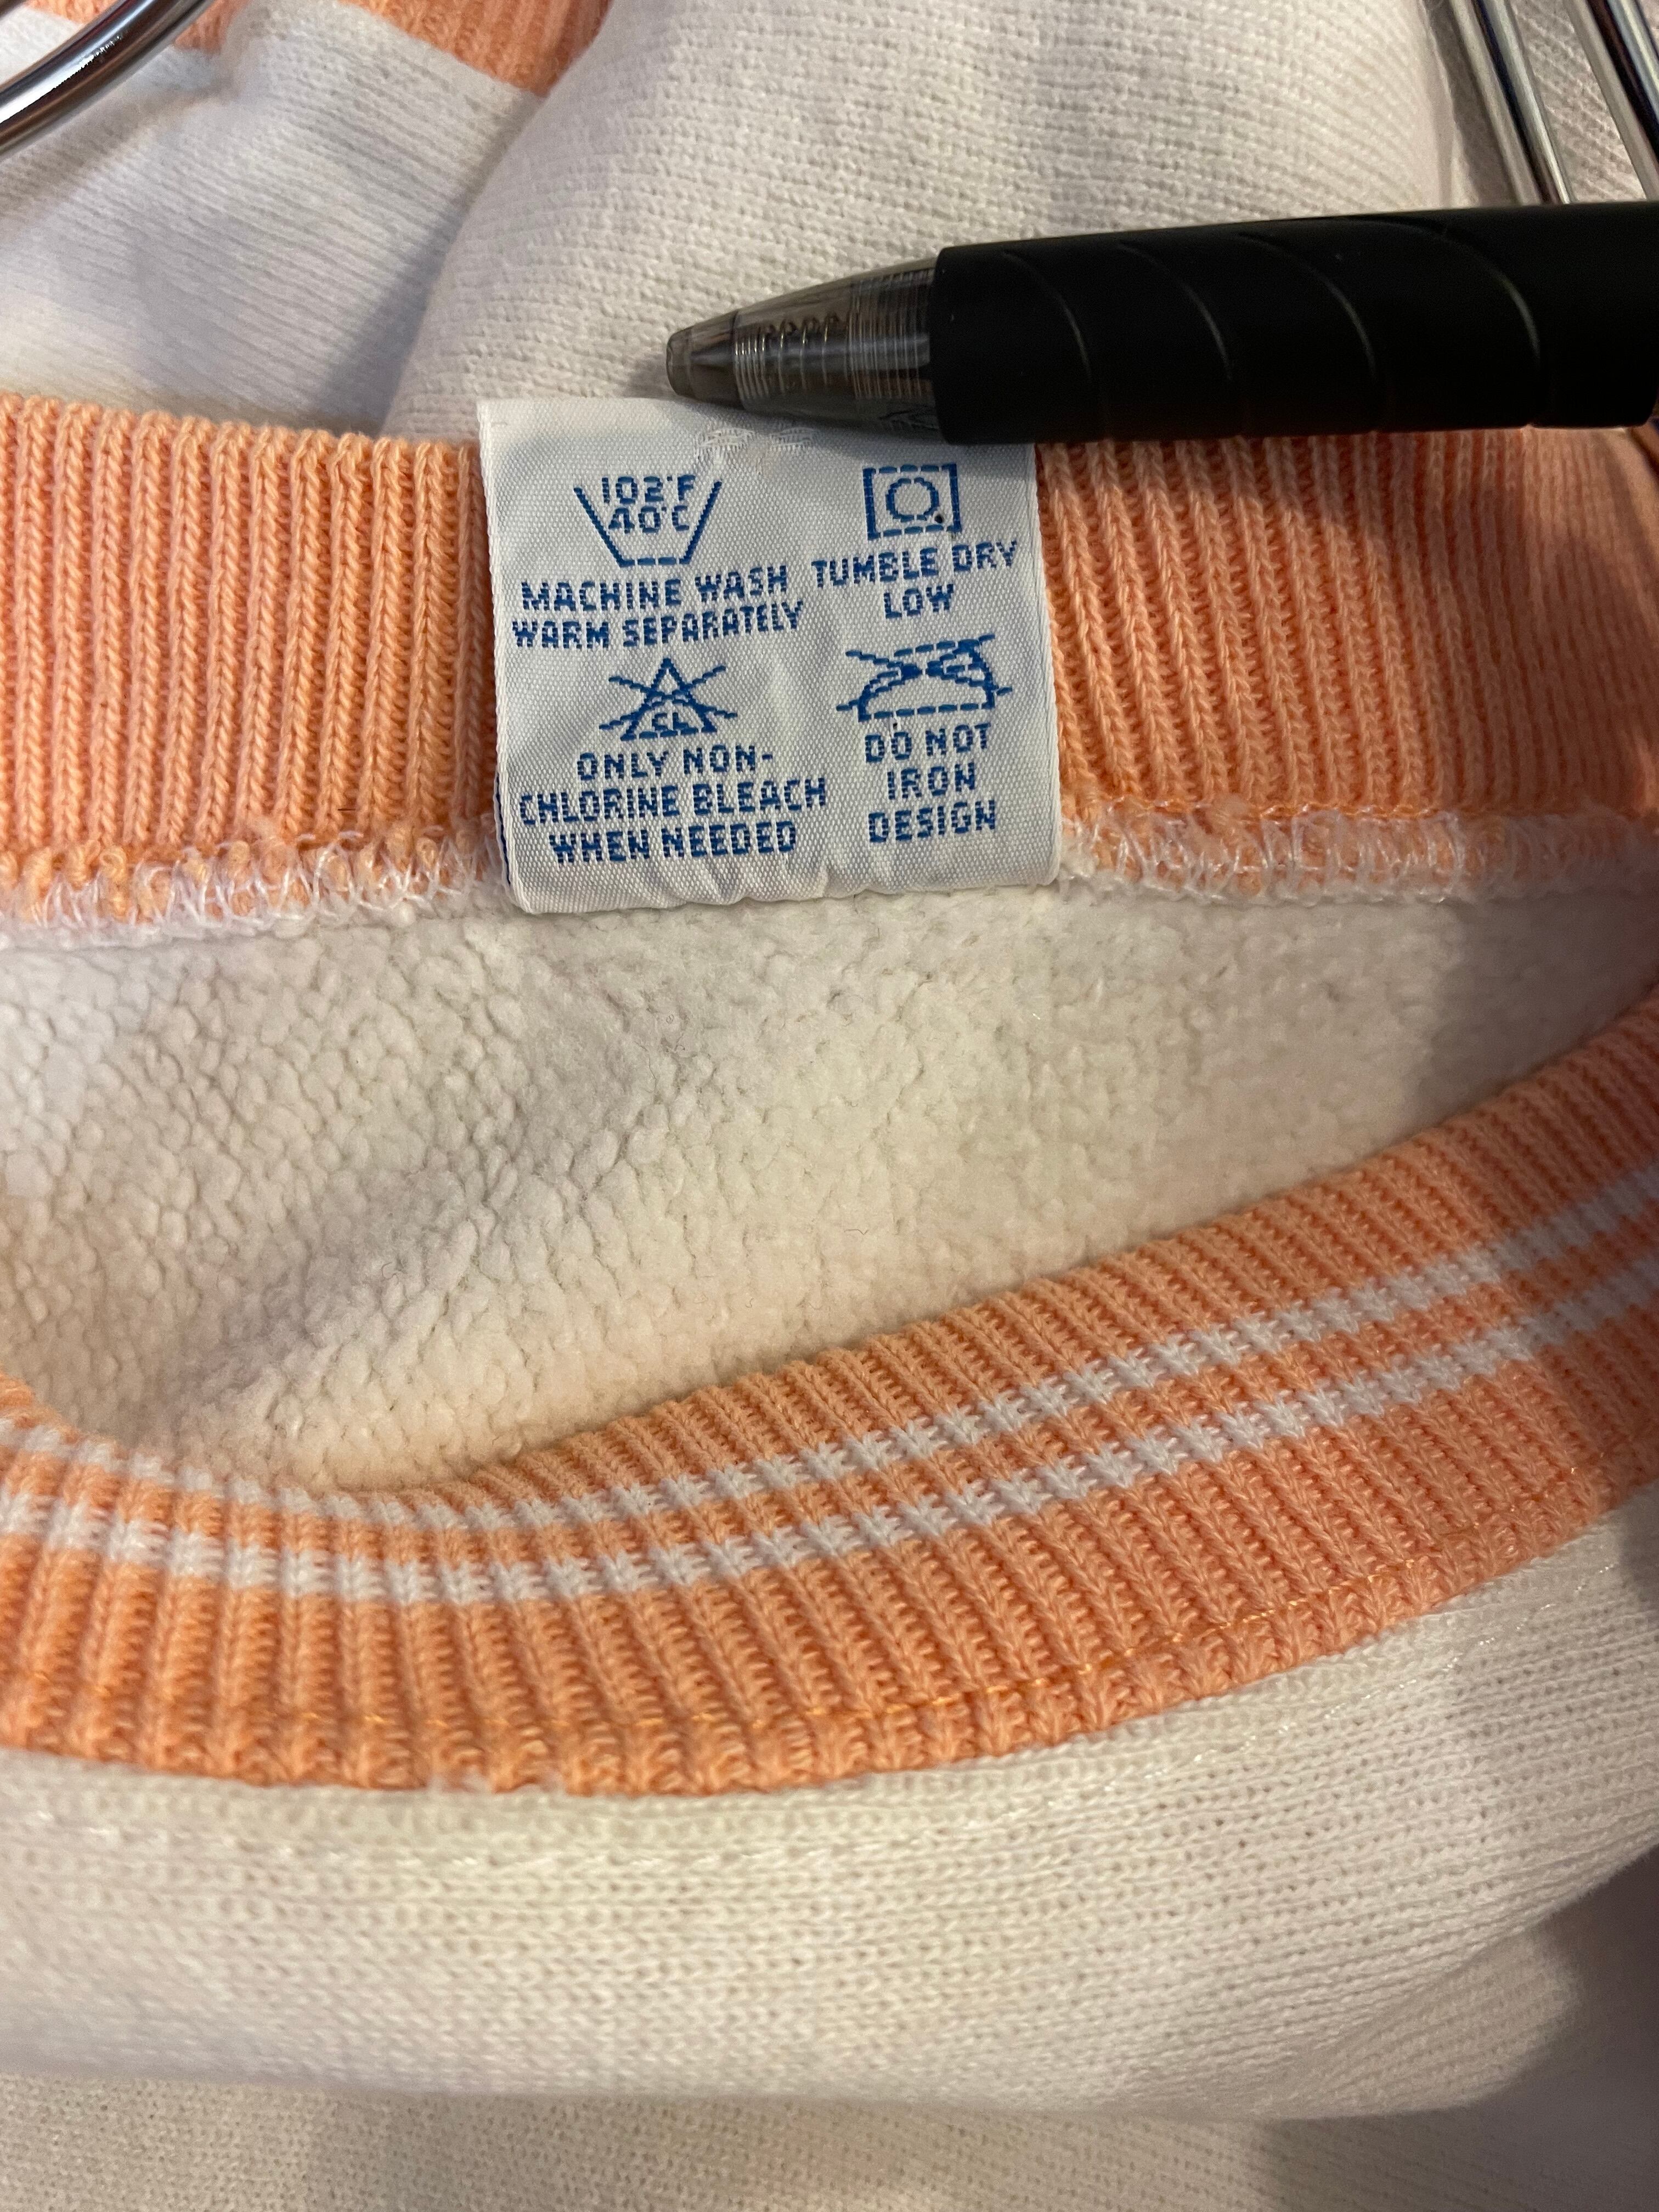 102°F
40°C
MACHINE WASH
WARM SEPARATELY
CL
ONLY NON-
CHLORINE BLEACH
WHEN NEEDED
TUMBLE DRY
LOW
DO NOT
IRON
DESIGN